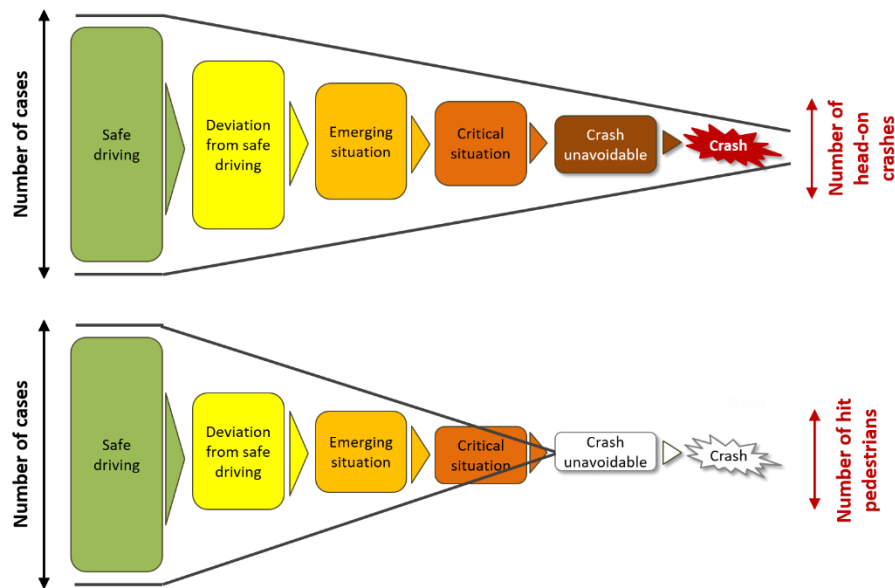 Number of cases
Safe
driving
Deviation
from safe
driving
Emerging
situation
Critical
situation
Crash
unavoidable
Crash
Number of
head-on
crashes
Number of cases
Safe
driving
Deviation
from safe
driving
Emerging
situation
Critical
situation
Crash
unavoidable
Crash
Number of hit
pedestrians